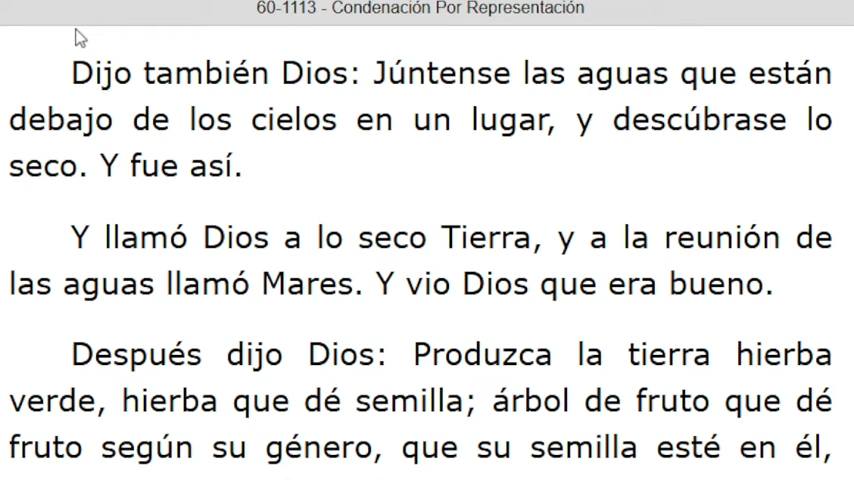 60-1113 - Condenación Por Representación
Dijo también Dios: Júntense las aguas que están
debajo de los cielos en un lugar, y descúbrase lo
seco. Y fue así.
Y llamó Dios a lo seco Tierra, y a la reunión de
las aguas llamó Mares. Y vio Dios que era bueno.
Después dijo Dios: Produzca la tierra hierba
verde, hierba que dé semilla; árbol de fruto que dé
fruto según su género, que su semilla esté en él,